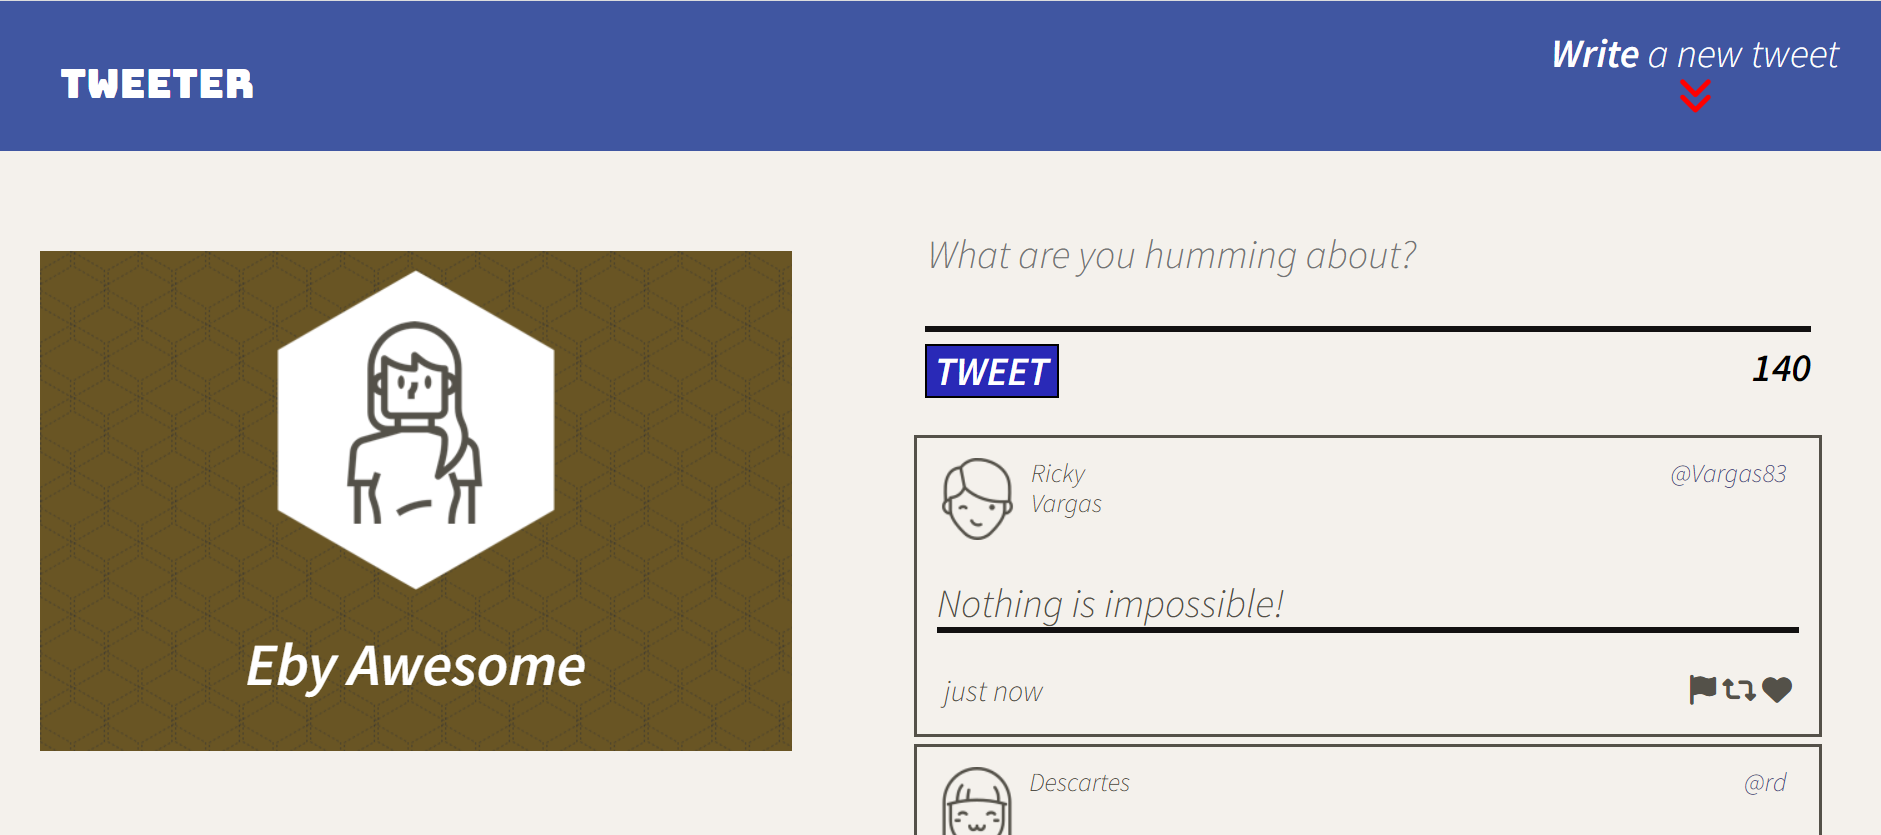 TWEETER
Write a new tweet
Eby Awesome
What are you humming about?
TWEET
140
Ricky
Vargas
@Vargas83
Nothing is impossible!
just now
Descartes
@rd